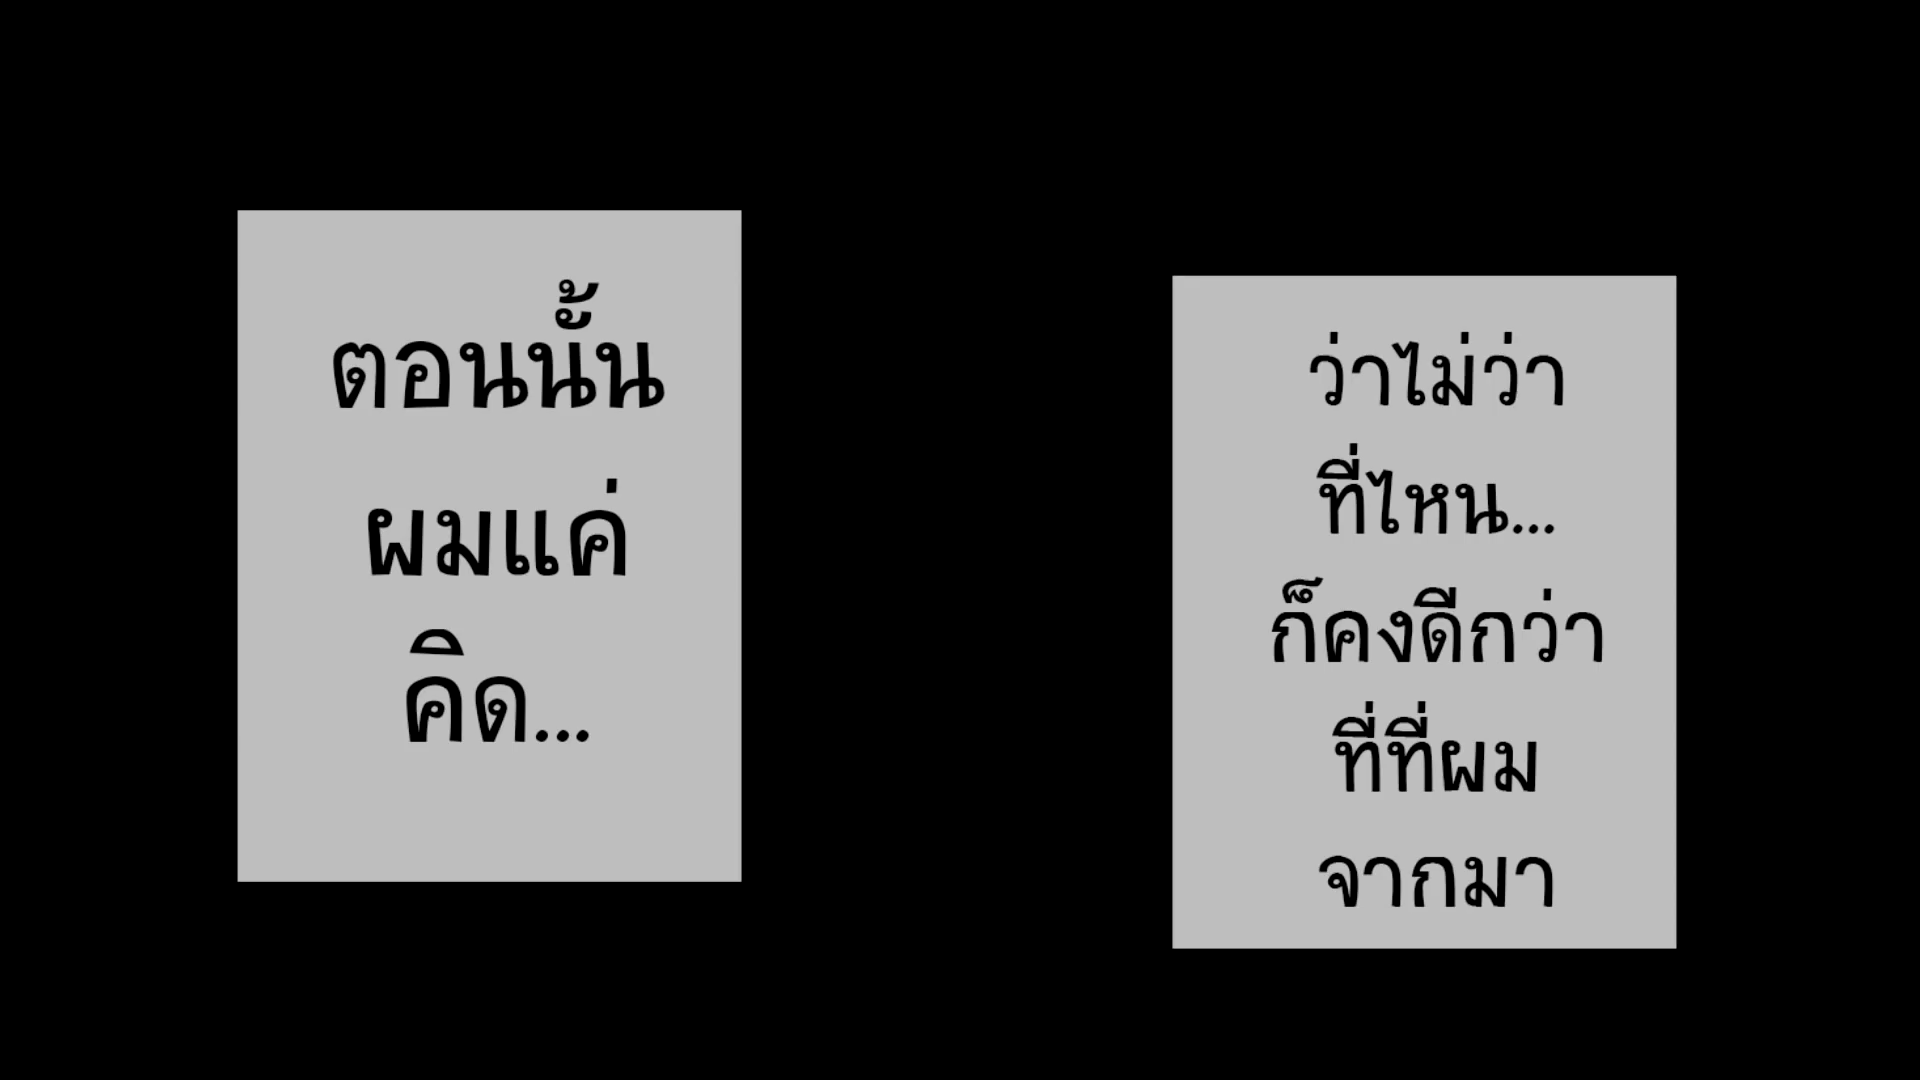 ตอนนั้น
ผมแค่
คิด...
ว่าไม่ว่า
ที่ไหน...
ก็คงดีกว่า
ที่ที่ผม
จากมา